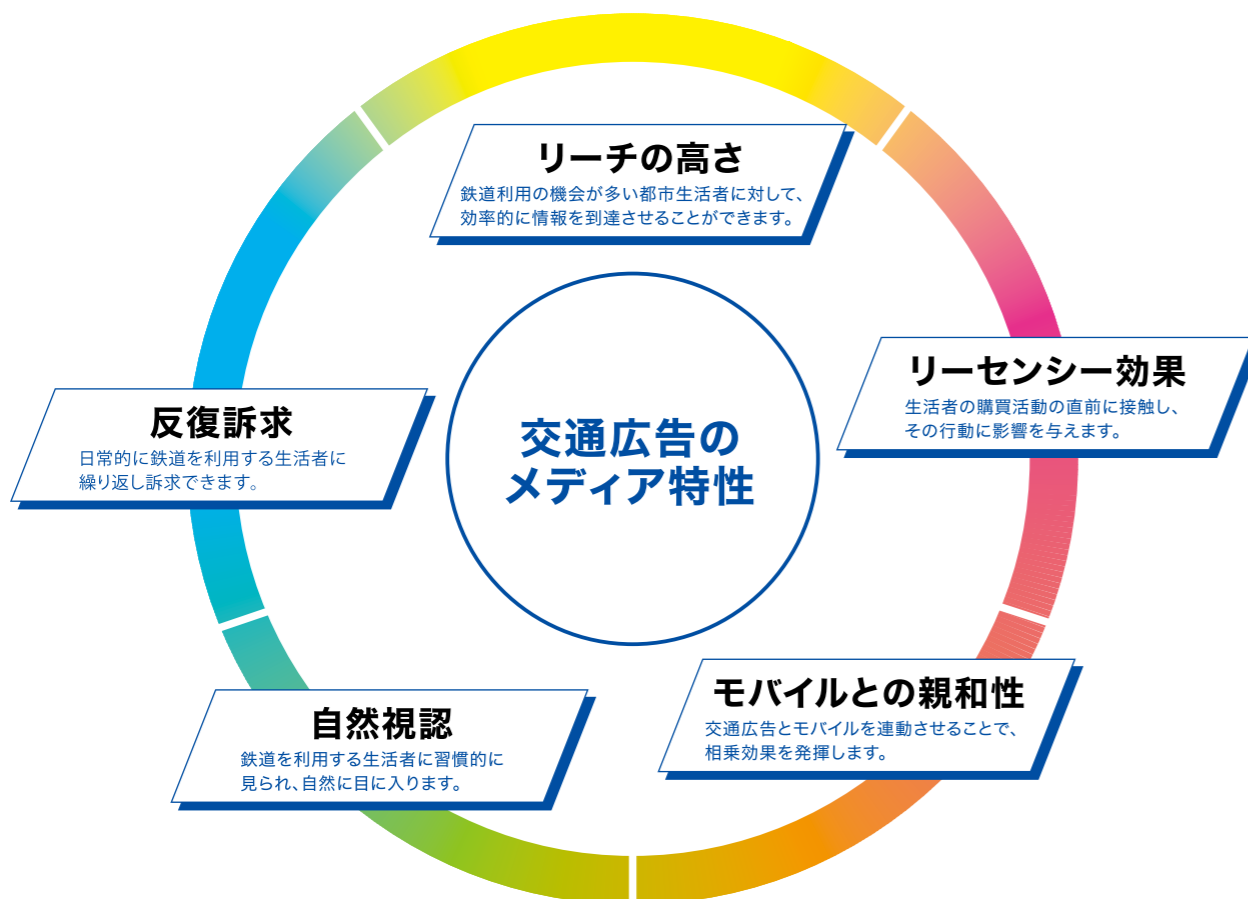 リーチの高さ
鉄道利用の機会が多い都市生活者に対して、
効率的に情報を到達させることができます。
リーセンシー効果
生活者の購買活動の直前に接触し、
その行動に影響を与えます。
モバイルとの親和性
交通広告とモバイルを連動させることで、
相乗効果を発揮します。
自然視認
鉄道を利用する生活者に習慣的に
見られ、自然に目に入ります。
反復訴求
日常的に鉄道を利用する生活者に
繰り返し訴求できます。
交通広告の
メディア特性